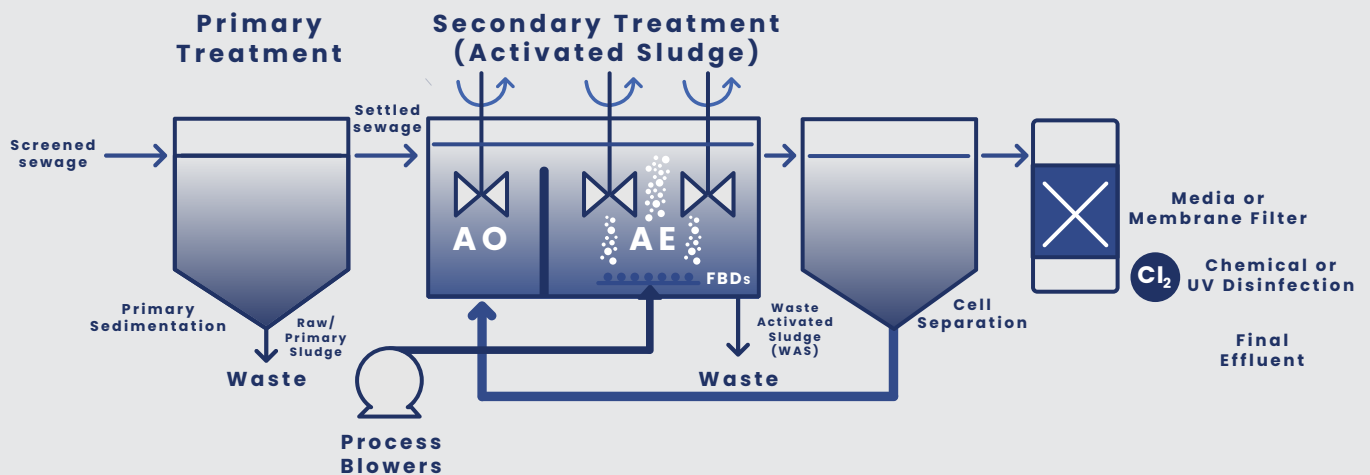 Primary
Treatment
Secondary Treatment
(Activated Sludge)
Screened
sewage
Settled
sewage
AO
AE
FBDs
Primary
Sedimentation
Raw/
Primary
Sludge
Waste
Process
Blowers
Waste
Activated
Sludge
(WAS)
Waste
Cell
Separation
Media or
Membrane Filter
Cl2
Chemical or
UV Disinfection
Final
Effluent